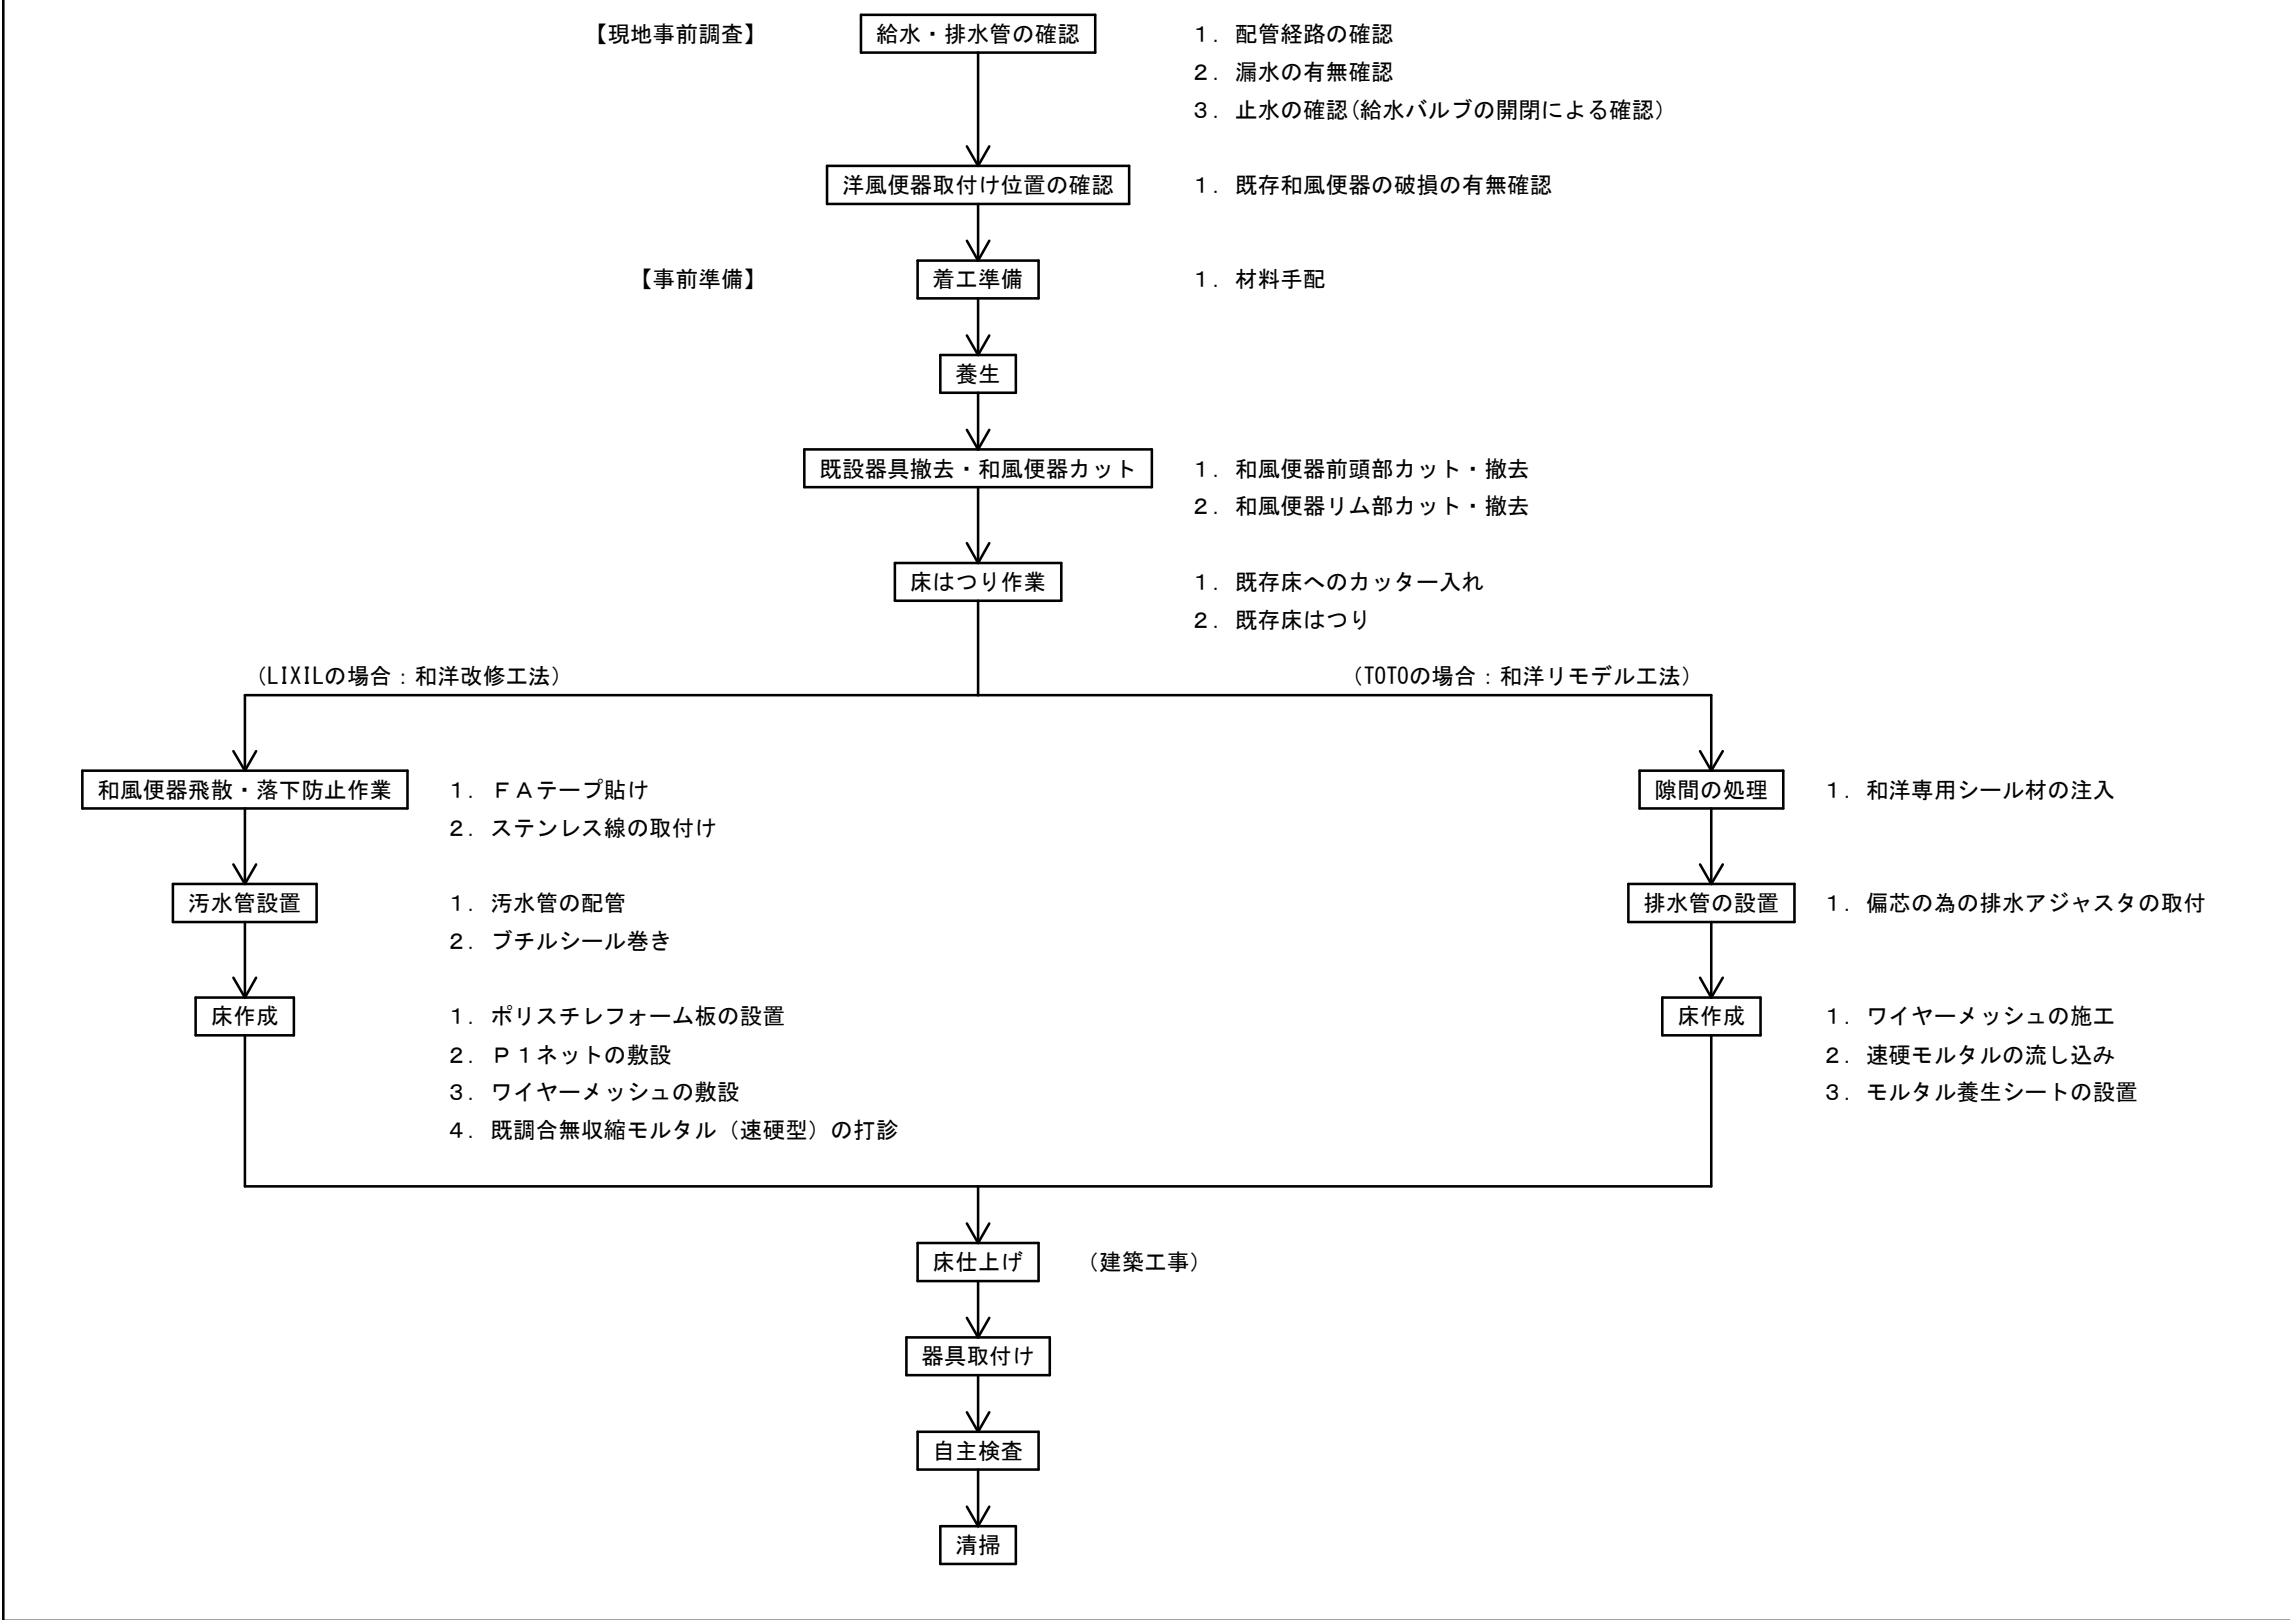 【現地事前調査】 給水・排水管の確認 1. 配管経路の確認
2. 漏水の有無確認
3. 止水の確認(給水バルブの開閉による確認)
洋風便器取付け位置の確認 1. 既存和風便器の破損の有無確認
【事前準備】 着工準備 1. 材料手配
養生
既設器具撤去・和風便器カット 1. 和風便器前頭部カット・撤去
2. 和風便器リム部カット・撤去
床はつり作業 1. 既存床へのカッター入れ
2. 既存床はつり
(LIXILの場合:和洋改修工法) (TOTOの場合:和洋リモデル工法)
和風便器飛散・落下防止作業 1. FAテープ貼け 隙間の処理 1. 和洋専用シール材の注入
2. ステンレス線の取付け
汚水管設置 1. 汚水管の配管 排水管の設置 1. 偏芯の為の排水アジャスタの取付
2. ブチルシール巻き
床作成 1. ポリスチレフォーム板の設置 床作成 1. ワイヤーメッシュの施工
2. P1ネットの敷設 2. 速硬モルタルの流し込み
3. ワイヤーメッシュの敷設 3. モルタル養生シートの設置
4. 既調合無収縮モルタル(速硬型)の打診
床仕上げ (建築工事)
器具取付け
自主検査
清掃